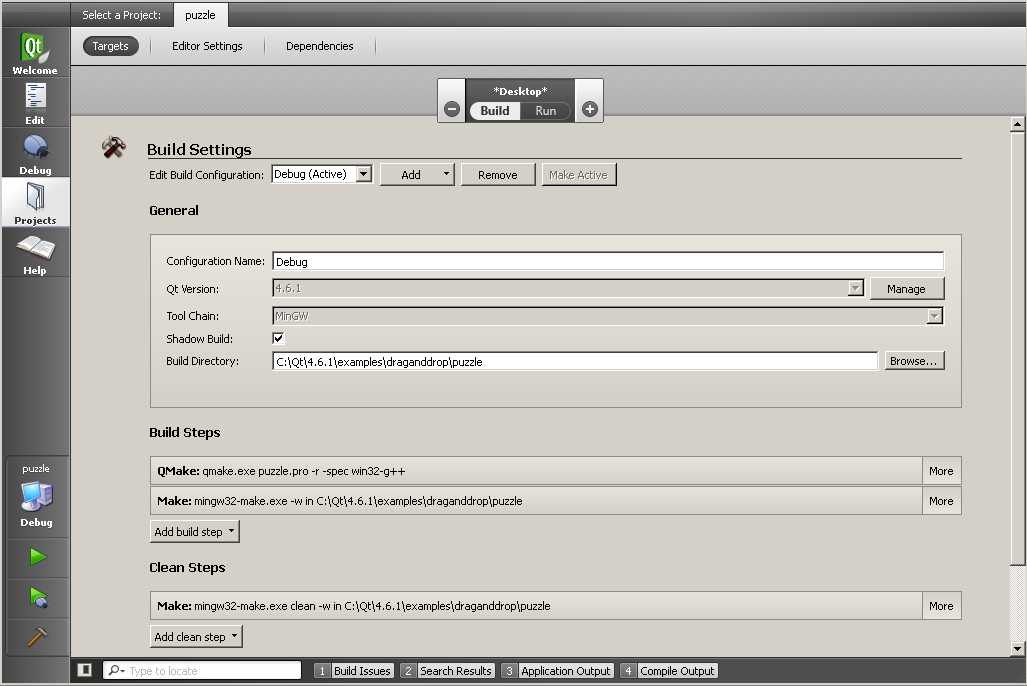 Select a Project: puzzle
Targets Editor Settings Dependencies
Qt
Welcome
Edit
Debug
Projects
Help
*Desktop*
Build Run
Build Settings
Edit Build Configuration: Debug (Active) Add Remove Make Active
General
Configuration Name: Debug
Qt Version: 4.6.1 Manage
Tool Chain: MinGW
Shadow Build:
Build Directory: C:\Qt\4.6.1\examples\draganddrop\puzzle Browse...
Build Steps
QMake: qmake.exe puzzle.pro -r -spec win32-g++ More
Make: mingw32-make.exe -w in C:\Qt\4.6.1\examples\draganddrop\puzzle More
Add build step
Clean Steps
Make: mingw32-make.exe clean -w in C:\Qt\4.6.1\examples\draganddrop\puzzle More
Add clean step
puzzle
Debug
Type to locate 1 Build Issues 2 Search Results 3 Application Output 4 Compile Output